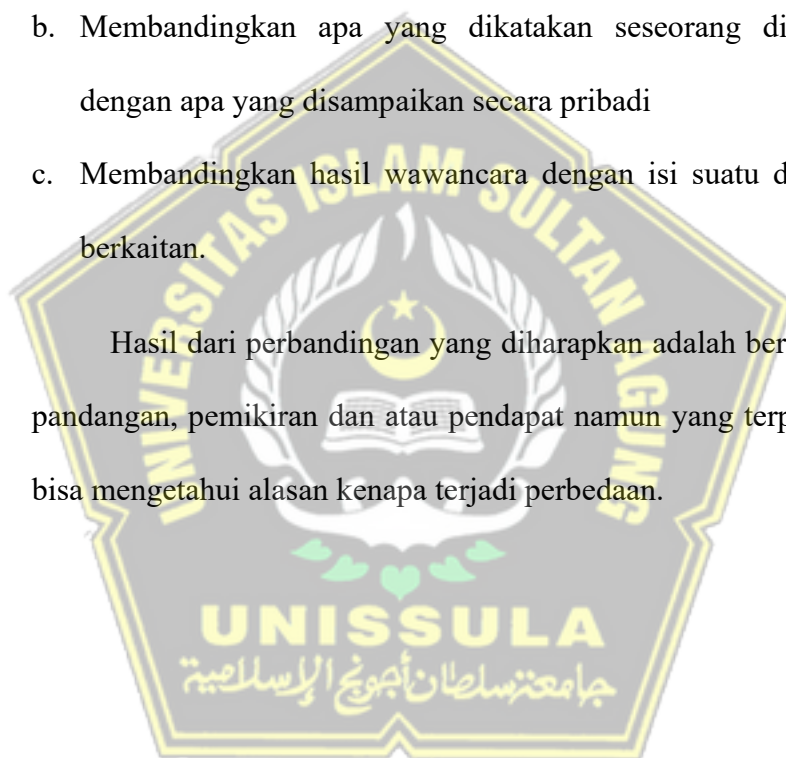 b. Membandingkan apa yang dikatakan seseorang di
dengan apa yang disampaikan secara pribadi
c. Membandingkan hasil wawancara dengan isi suatu d
berkaitan.
Hasil dari perbandingan yang diharapkan adalah ber
pandangan, pemikiran dan atau pendapat namun yang terp
bisa mengetahui alasan kenapa terjadi perbedaan.
UNIVERSITAS ISLAM SULTAN AGUNG
UNISSULA
جامعة سلطان أجونج الإسلامية